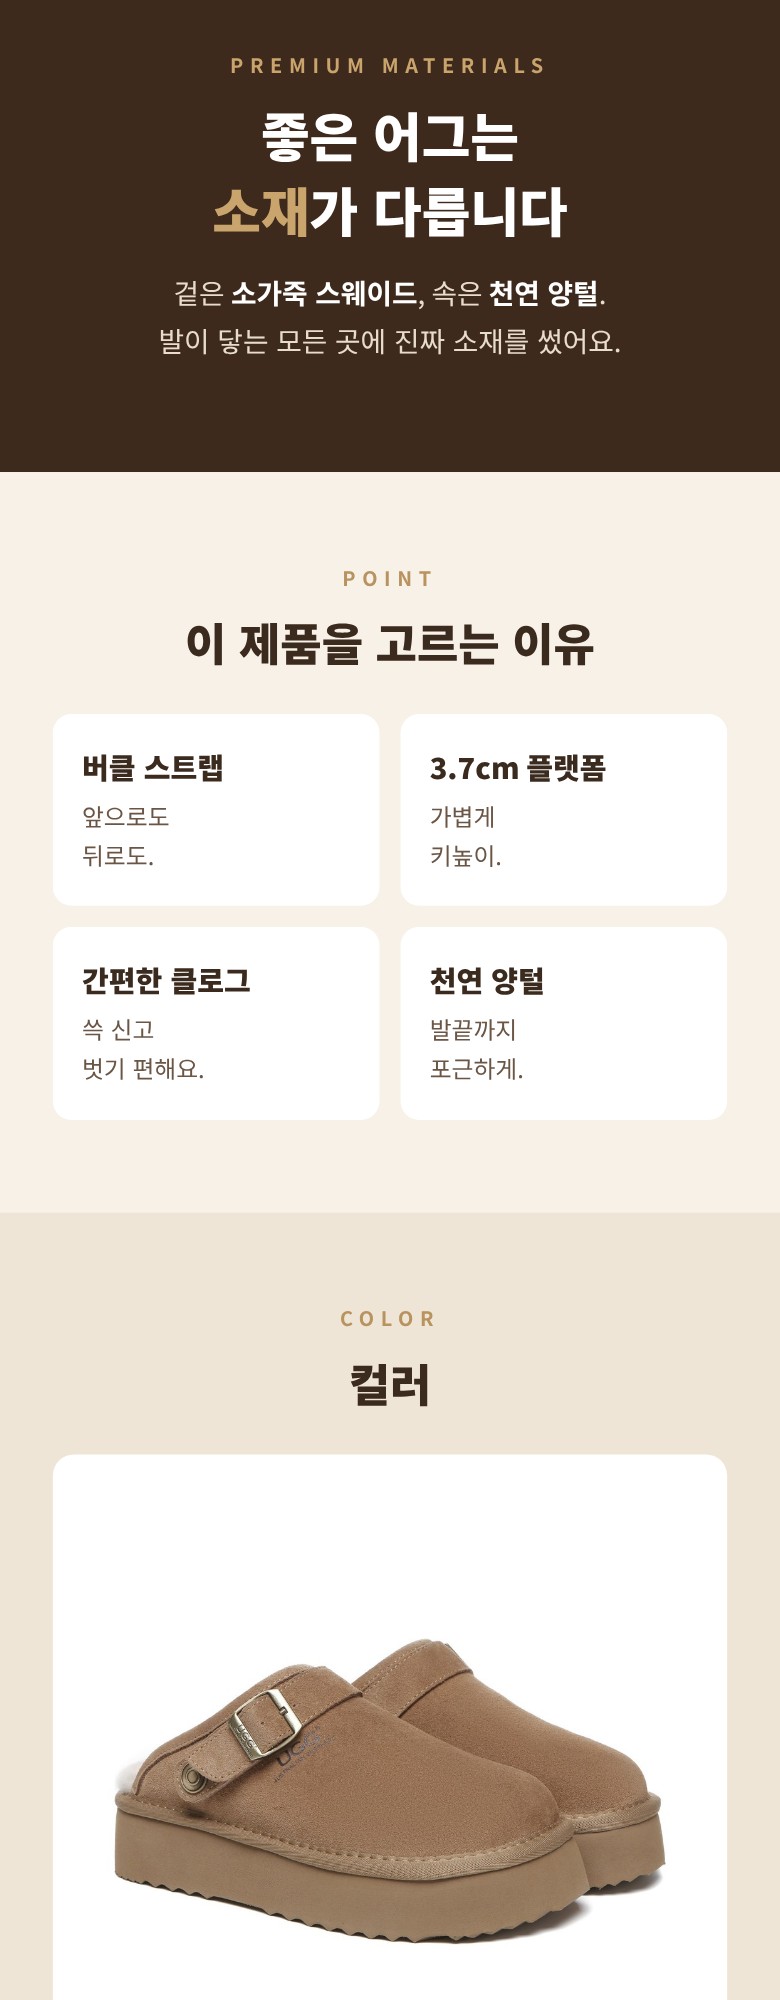 PREMIUM MATERIALS
좋은 어그는
소재가 다릅니다
겉은 소가죽 스웨이드, 속은 천연 양털.
발이 닿는 모든 곳에 진짜 소재를 썼어요.
POINT
이 제품을 고르는 이유
버클 스트랩
앞으로도
뒤로도.
3.7cm 플랫폼
가볍게
키높이.
간편한 클로그
쓱 신고
벗기 편해요.
천연 양털
발끝까지
포근하게.
COLOR
컬러
UGG
UGG